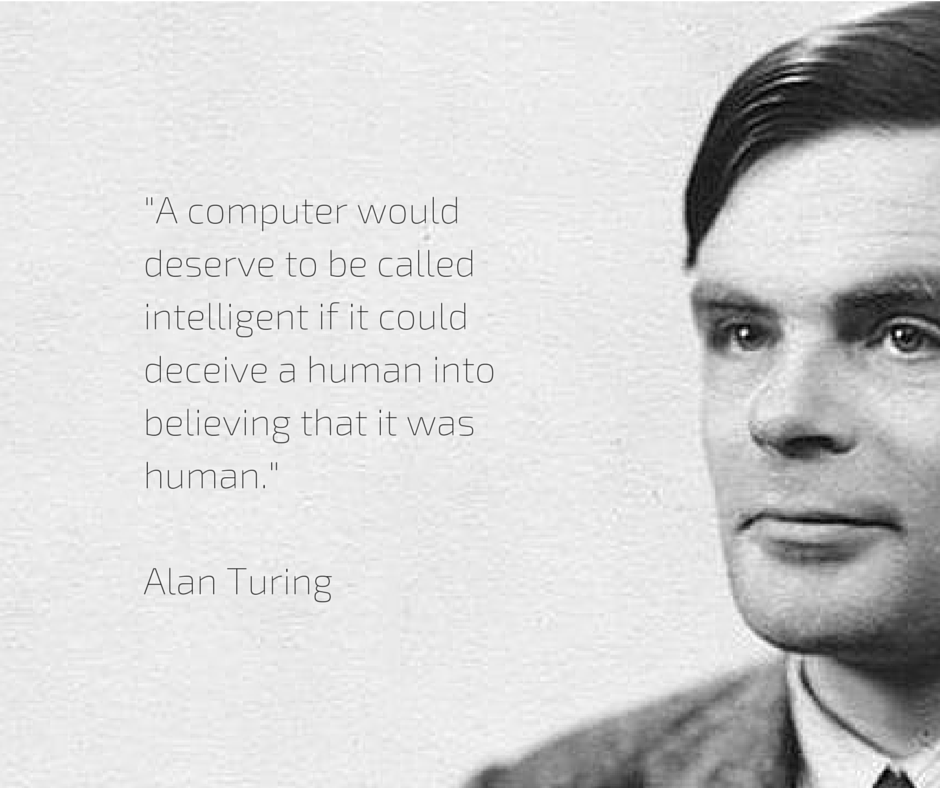 "A computer would
deserve to be called
intelligent if it could
deceive a human into
believing that it was
human."
Alan Turing